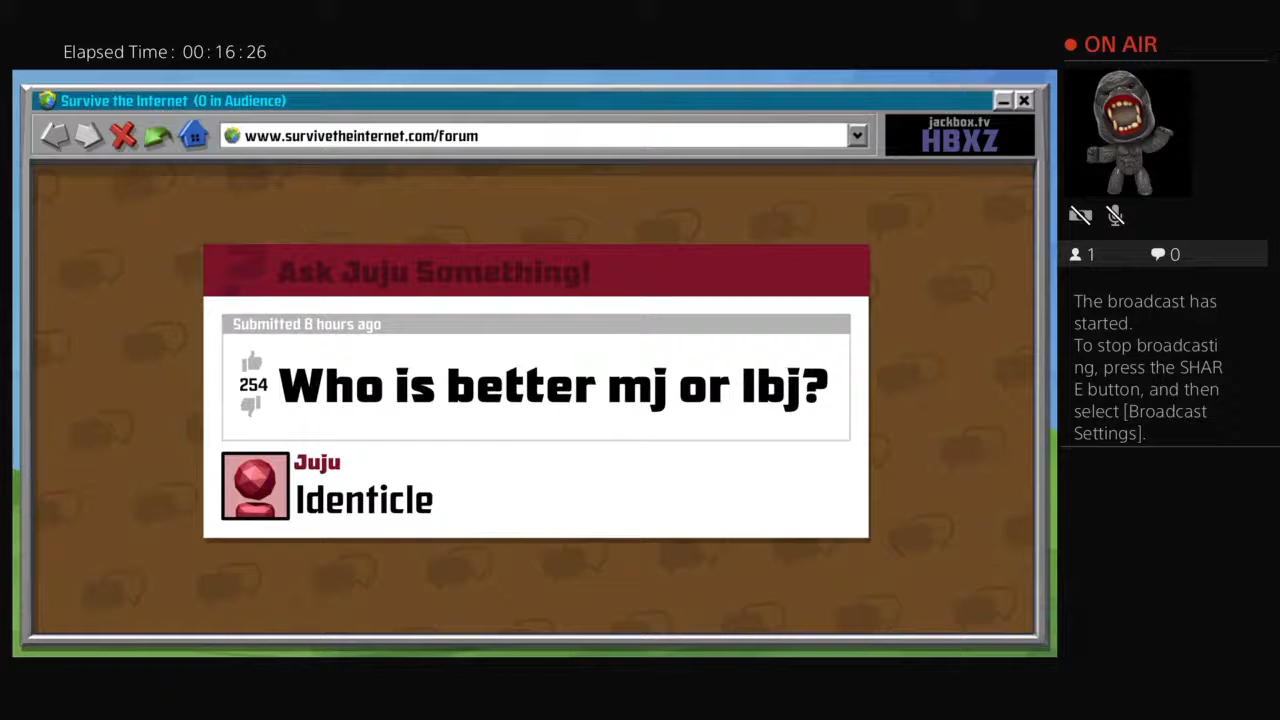 Elapsed Time: 00:16:26
ON AIR
Survive the Internet (0 in Audience)
www.survivetheinternet.com/forum
jackbox.tv
HBXZ
Ask Juju Something!
Submitted 8 hours ago
254
Who is better mj or lbj?
Juju
Identicle
1
0
The broadcast has
started.
To stop broadcasti
ng, press the SHAR
E button, and then
select [Broadcast
Settings].